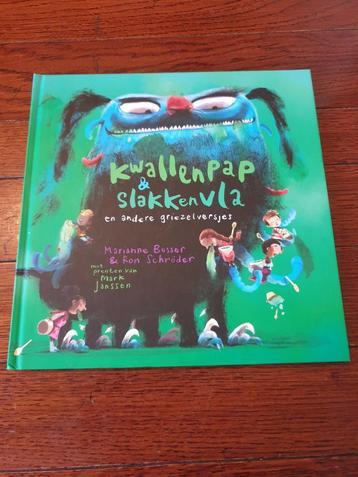 Kwallenpap
& slakkenvla
en andere griezelversjes
Marianne Busser
& Ron Schröder
met
prenten van
Mark
Janssen